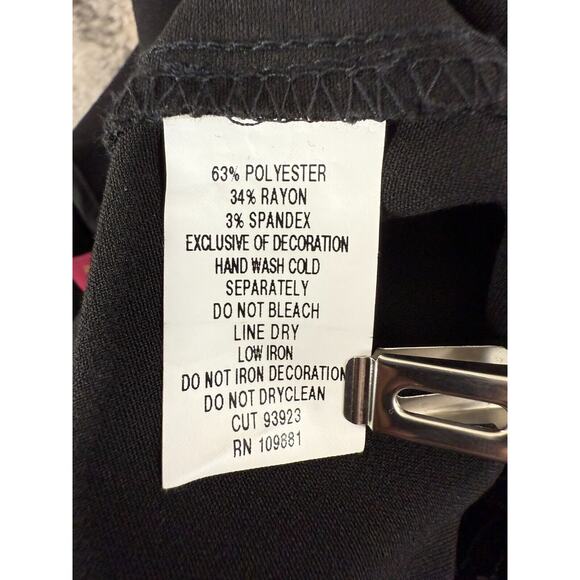 63% POLYESTER
34% RAYON
3% SPANDEX
EXCLUSIVE OF DECORATION
HAND WASH COLD
SEPARATELY
DO NOT BLEACH
LINE DRY
LOW IRON
DO NOT IRON DECORATION
DO NOT DRYCLEAN
CUT 93923
RN 109881